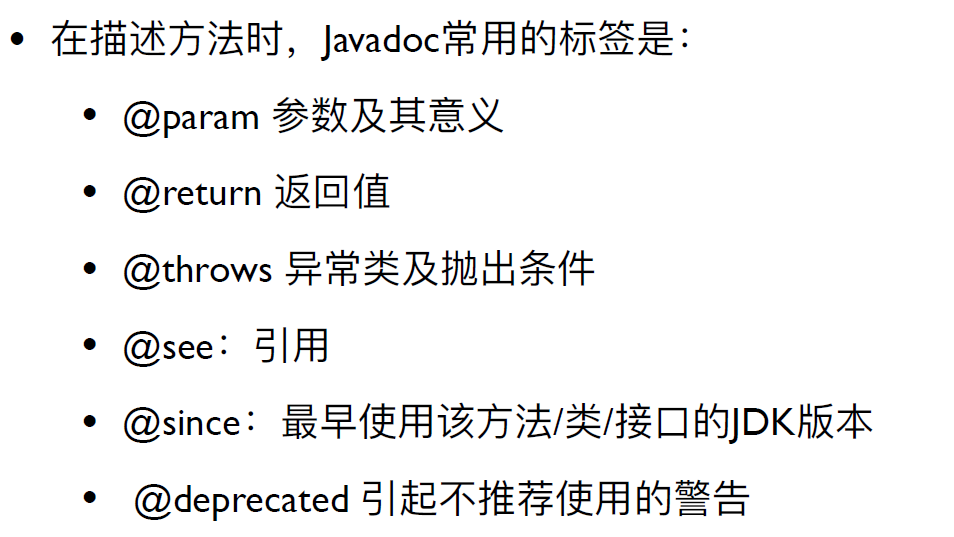 • 在描述方法时，Javadoc常用的标签是：
• @param 参数及其意义
• @return 返回值
• @throws 异常类及抛出条件
• @see：引用
• @since：最早使用该方法/类/接口的JDK版本
• @deprecated 引起不推荐使用的警告